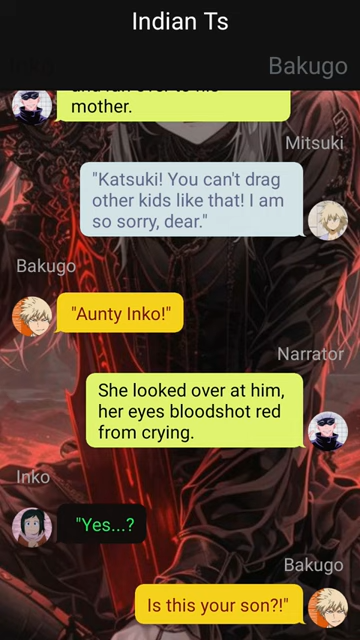 Indian Ts
Bakugo
mother.
Mitsuki
"Katsuki! You can't drag
other kids like that! I am
so sorry, dear."
Bakugo
"Aunty Inko!"
Narrator
She looked over at him,
her eyes bloodshot red
from crying.
Inko
"Yes...?
Bakugo
Is this your son?!"